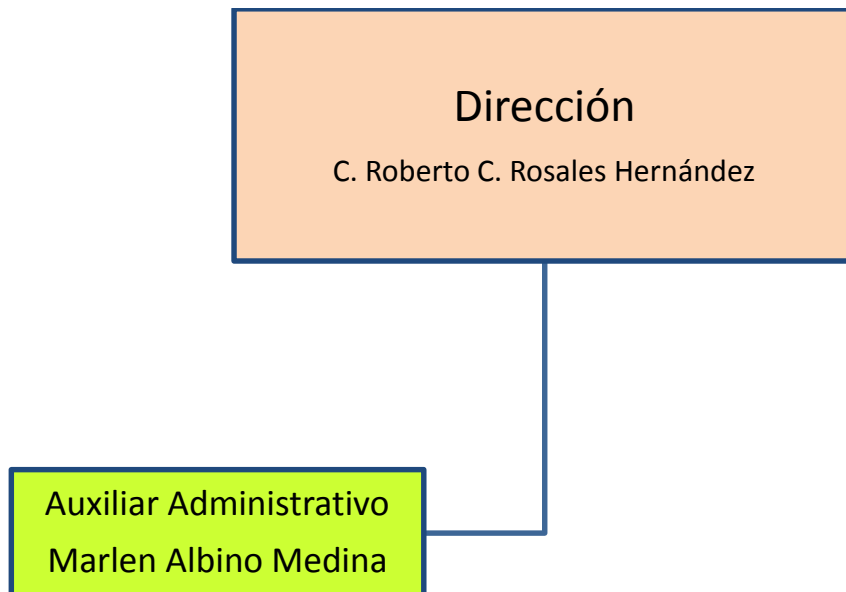 Dirección
C. Roberto C. Rosales Hernández
Auxiliar Administrativo
Marlen Albino Medina